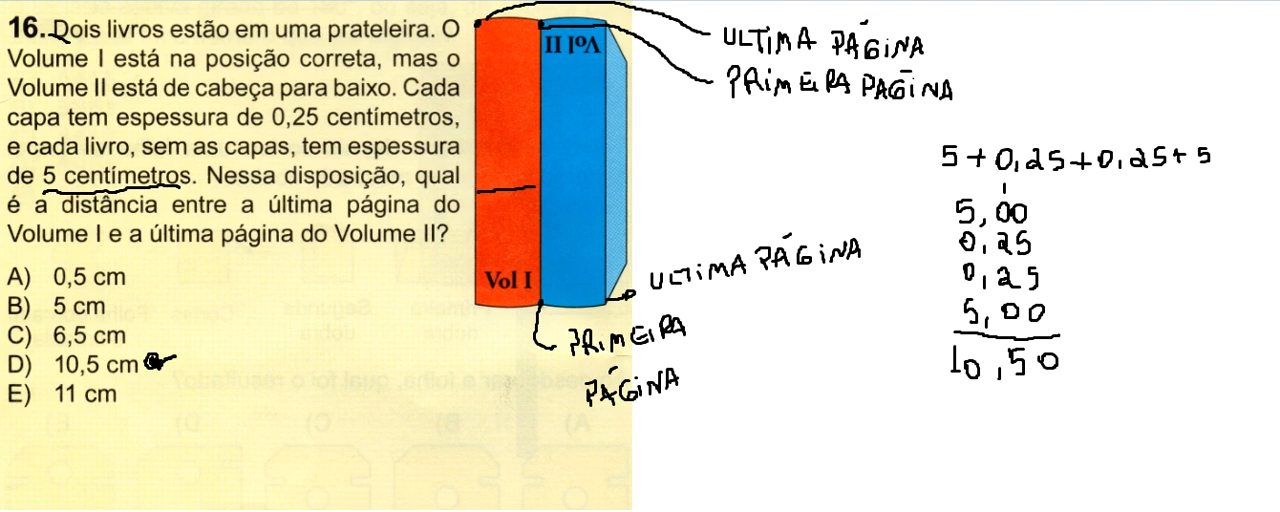 16. Dois livros estão em uma prateleira. O
Volume I está na posição correta, mas o
Volume II está de cabeça para baixo. Cada
capa tem espessura de 0,25 centímetros,
e cada livro, sem as capas, tem espessura
de 5 centímetros. Nessa disposição, qual
é a distância entre a última página do
Volume I e a última página do Volume II?
A) 0,5 cm
B) 5 cm
C) 6,5 cm
D) 10,5 cm
E) 11 cm
Vol II
Vol I
ULTIMA PÁGINA
PRIMEIRA PAGINA
ULTIMA PÁGINA
PRIMEIRA
PÁGINA
5+0,25+0,25+5
1
5,00
0,25
0,25
5,00
10,50